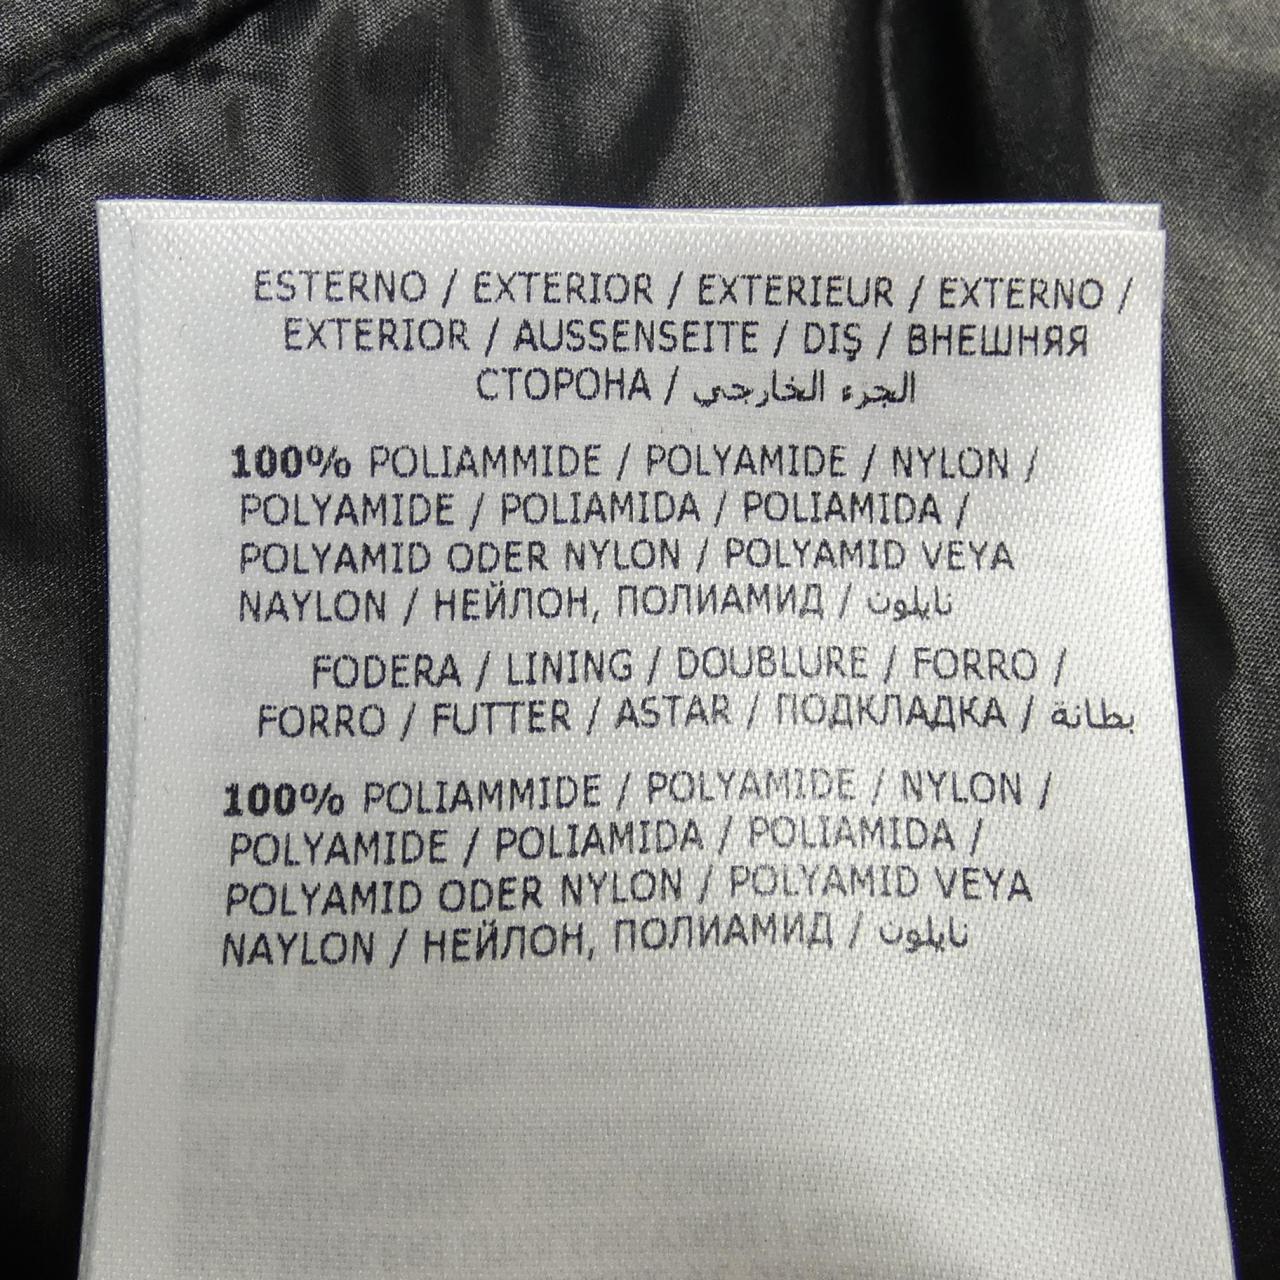 ESTERNO / EXTERIOR / EXTERIEUR / EXTERNO /
EXTERIOR / AUSSENSEITE / DIŞ / ВНЕШНЯЯ
СТОРОНА / الجزء الخارجي
100% POLIAMMIDE / POLYAMIDE / NYLON /
POLYAMIDE / POLIAMIDA / POLIAMIDA /
POLYAMID ODER NYLON / POLYAMID VEYA
NAYLON / НЕЙЛОН, ПОЛИАМИД / نايلون
FODERA / LINING / DOUBLURE / FORRO /
FORRO / FUTTER / ASTAR / ПОДКЛАДКА / بطانة
100% POLIAMMIDE / POLYAMIDE / NYLON /
POLYAMIDE / POLIAMIDA / POLIAMIDA /
POLYAMID ODER NYLON / POLYAMID VEYA
NAYLON / НЕЙЛОН, ПОЛИАМИД / نايلون